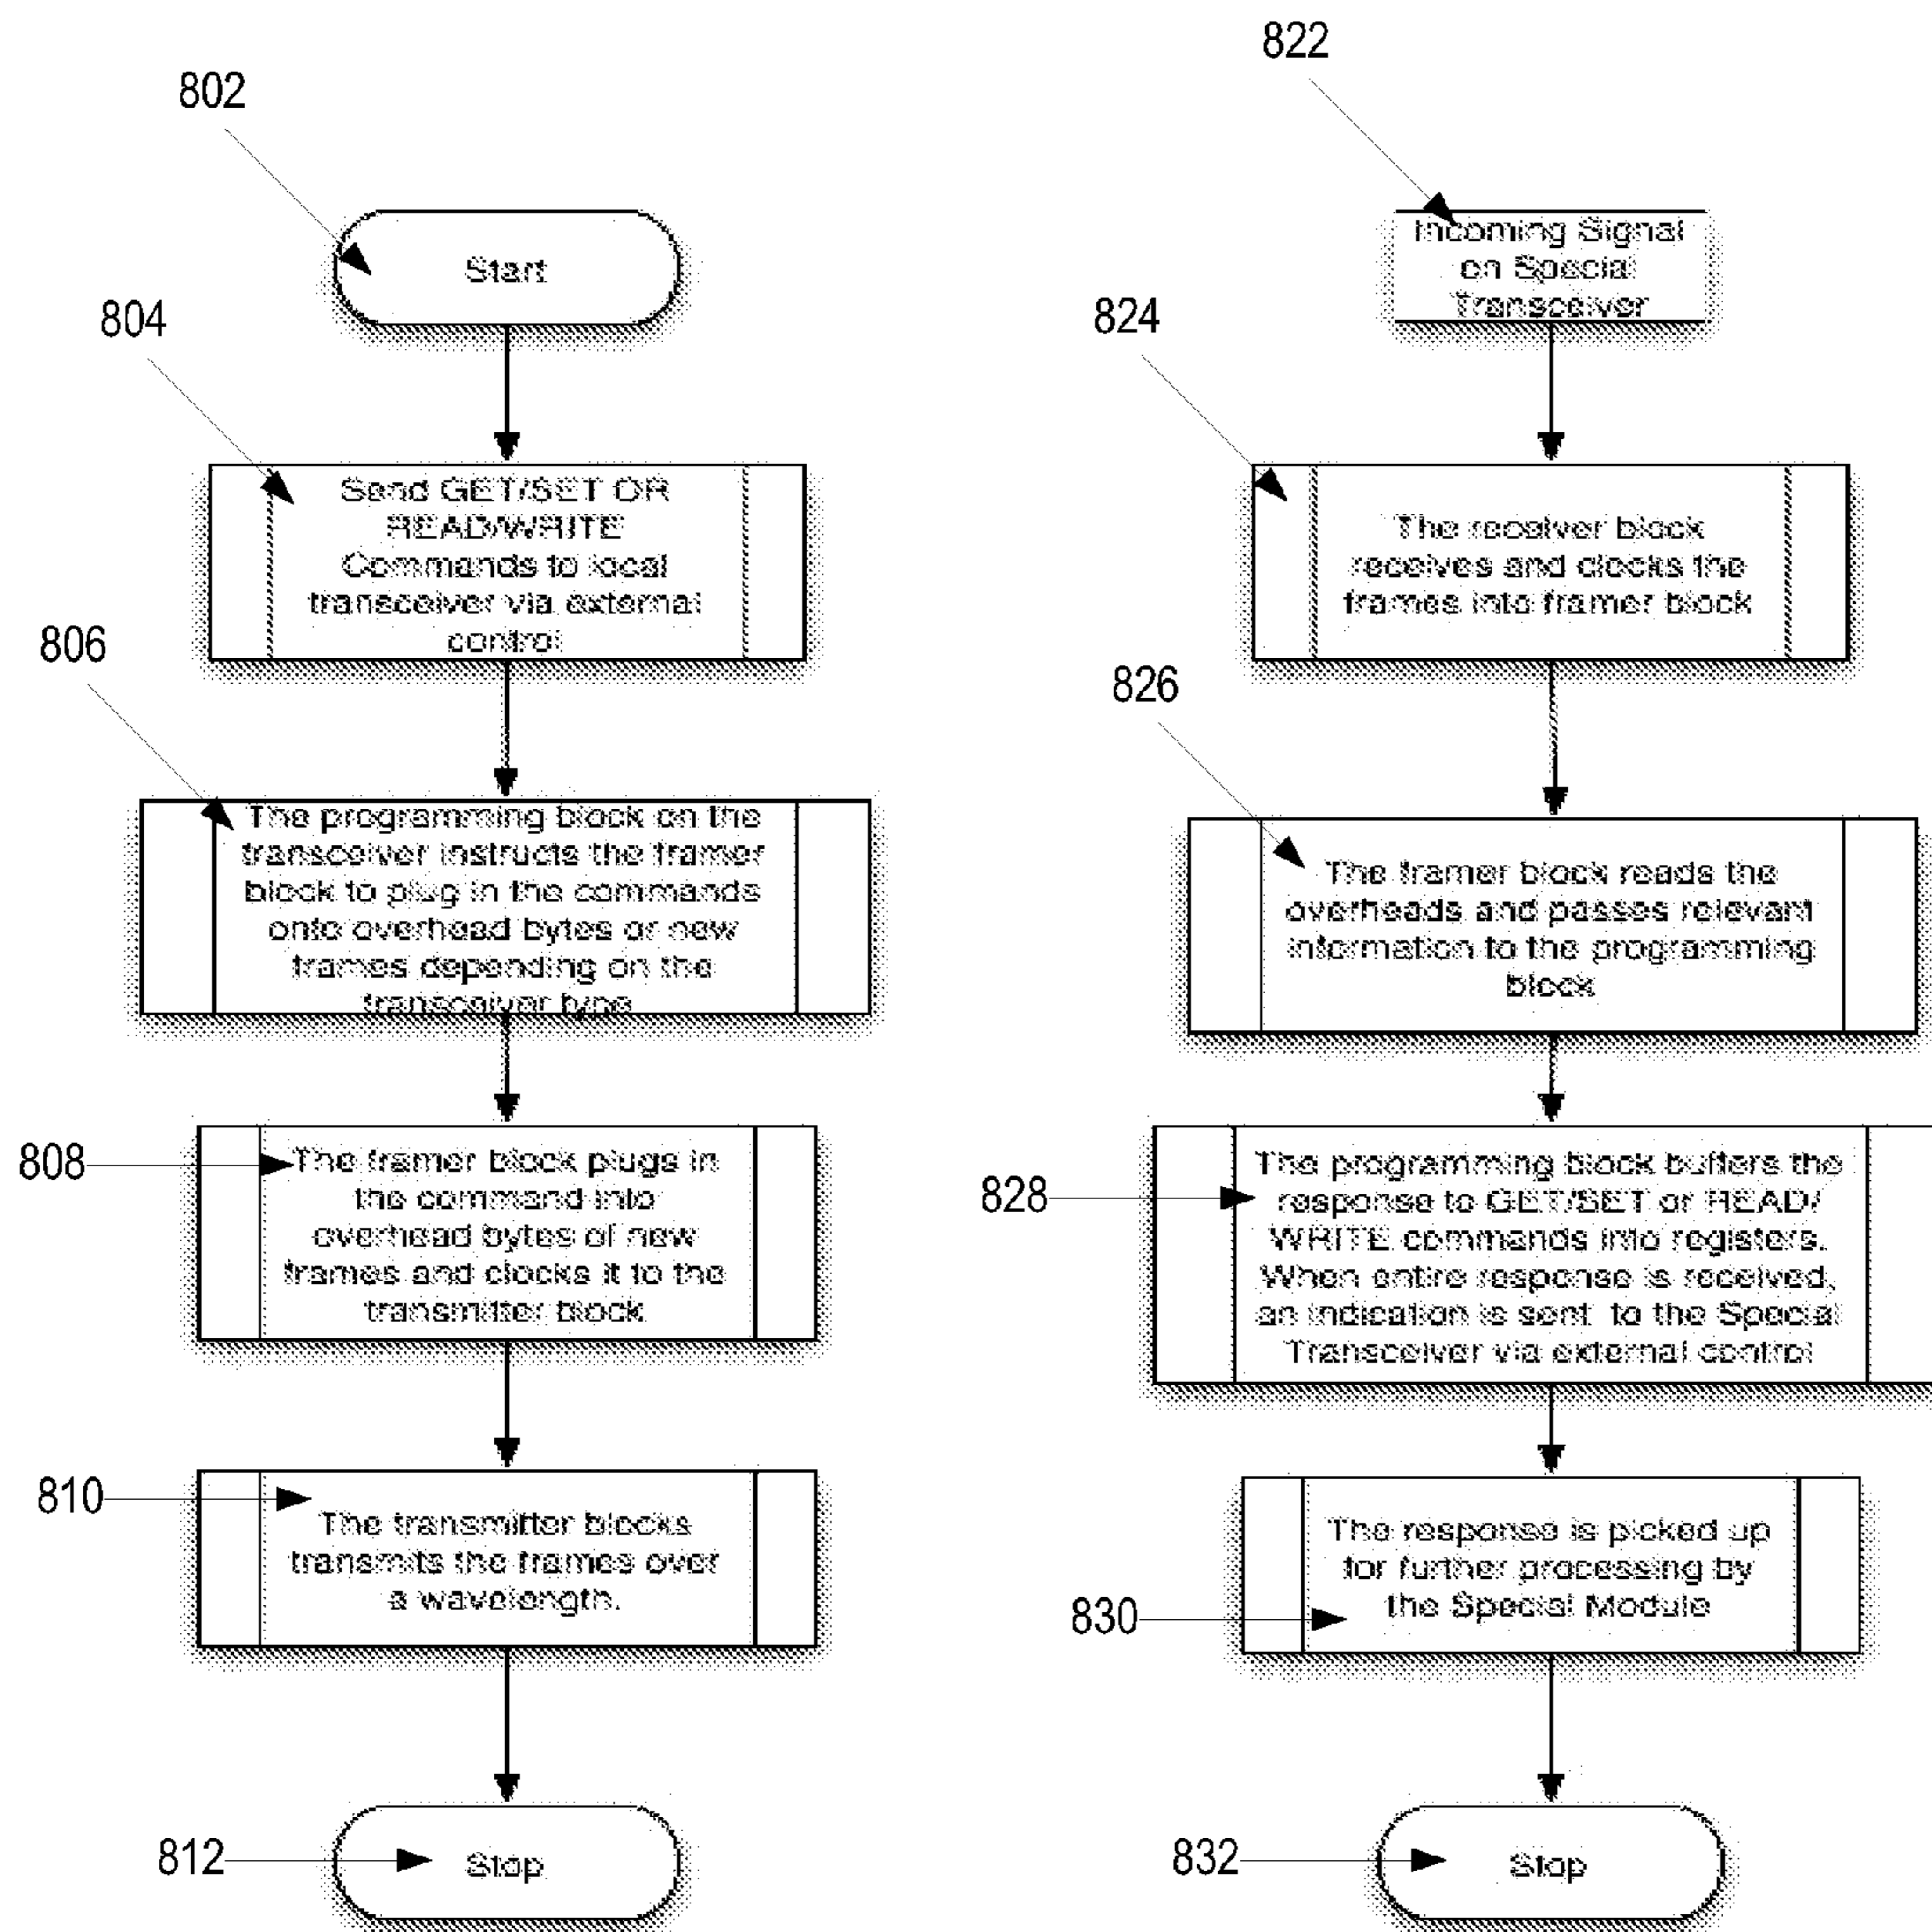 802
Start
804
Send GET/SET OR
READ/WRITE
Commands to local
transceiver via external
control
806
The programming block on the
transceiver instructs the framer
block to plug in the commands
onto overhead bytes or new
frames depending on the
transceiver type
808
The framer block plugs in
the command into
overhead bytes of new
frames and clocks it to the
transmitter block
810
The transmitter blocks
transmits the frames over
a wavelength.
812
Stop
822
Incoming Signal
on Special
Transceiver
824
The receiver block
receives and clocks the
frames into framer block
826
The framer block reads the
overheads and passes relevant
information to the programming
block
828
The programming block buffers the
response to GET/SET or READ/
WRITE commands into registers.
When entire response is received,
an indication is sent to the Special
Transceiver via external control
830
The response is picked up
for further processing by
the Special Module
832
Stop